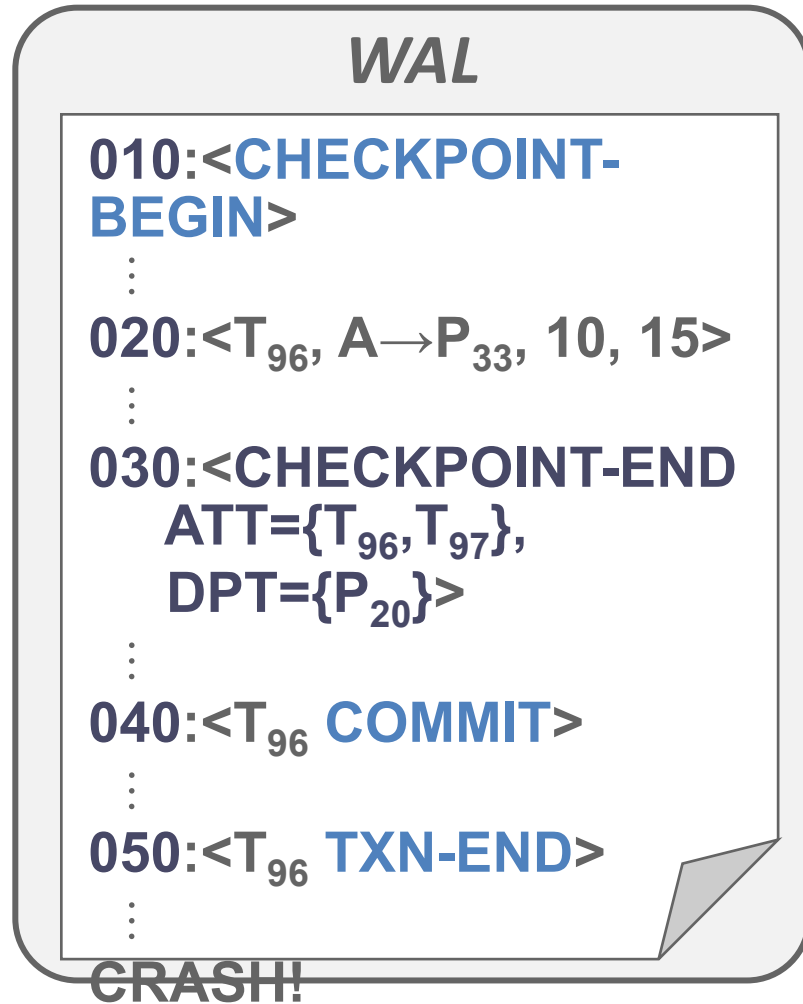 WAL
010:<CHECKPOINT-
BEGIN>
⋮
020:<T₉₆, A→P₃₃, 10, 15>
⋮
030:<CHECKPOINT-END
ATT={T₉₆,T₉₇},
DPT={P₂₀}>
⋮
040:<T₉₆ COMMIT>
⋮
050:<T₉₆ TXN-END>
⋮
CRASH!